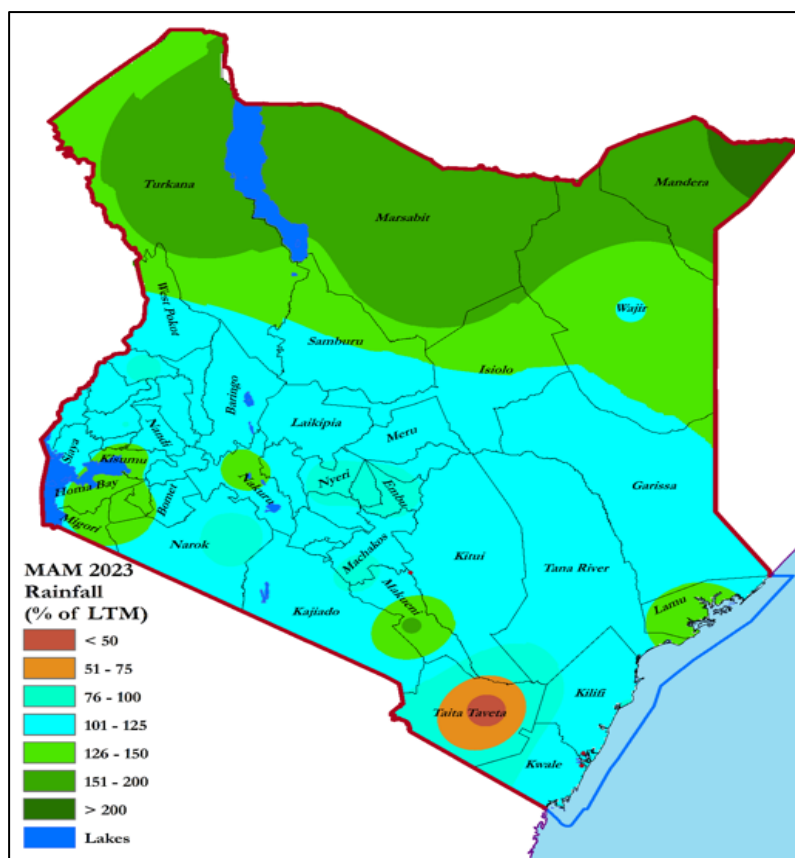 Turkana
Marsabit
Mandera
West Pokot
Wajir
Samburu
Isiolo
Baringo
Laikipia
Meru
Nandi
Siaya
Kisumu
Nyeri
Embu
Nakuru
Garissa
Homa Bay
Bomet
Migori
Narok
Machakos
Kitui
Tana River
Makueni
Kajiado
Lamu
Taita Taveta
Kilifi
Kwale
MAM 2023
Rainfall
(% of LTM)
< 50
51 - 75
76 - 100
101 - 125
126 - 150
151 - 200
> 200
Lakes